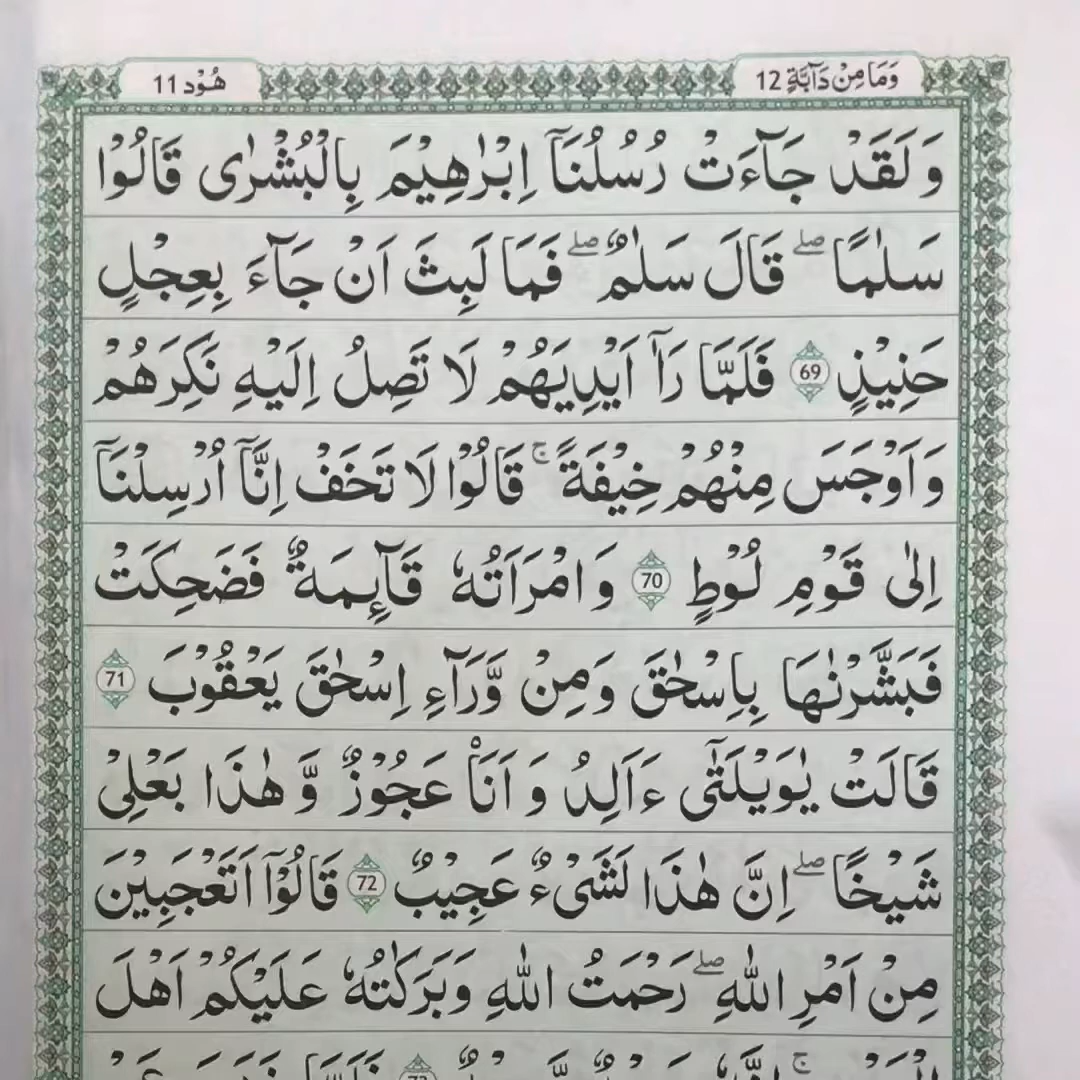 وَمَا مِنْ دَآبَّةٍ 12
هُوْد 11
وَلَقَدْ جَآءَتْ رُسُلُنَآ اِبْرٰهِيْمَ بِالْبُشْرٰى قَالُوْا
سَلٰمًا ۖ قَالَ سَلٰمٌ ۖ فَمَا لَبِثَ اَنْ جَآءَ بِعِجْلٍ
حَنِيْذٍ 69 فَلَمَّا رَاٰۤ اَيْدِيَهُمْ لَا تَصِلُ اِلَيْهِ نَكِرَهُمْ
وَاَوْجَسَ مِنْهُمْ خِيْفَةً ۚ قَالُوْا لَا تَخَفْ اِنَّآ اُرْسِلْنَآ
اِلٰى قَوْمِ لُوْطٍ 70 وَامْرَاَتُهٗ قَآئِمَةٌ فَضَحِكَتْ
فَبَشَّرْنٰهَا بِاِسْحٰقَ وَمِنْ وَّرَآءِ اِسْحٰقَ يَعْقُوْبَ 71
قَالَتْ يٰوَيْلَتٰٓى ءَاَلِدُ وَاَنَا۠ عَجُوْزٌ وَّهٰذَا بَعْلِيْ
شَيْخًا ۖ اِنَّ هٰذَا لَشَيْءٌ عَجِيْبٌ 72 قَالُوْٓا اَتَعْجَبِيْنَ
مِنْ اَمْرِ اللّٰهِ ۖ رَحْمَتُ اللّٰهِ وَبَرَكٰتُهٗ عَلَيْكُمْ اَهْلَ